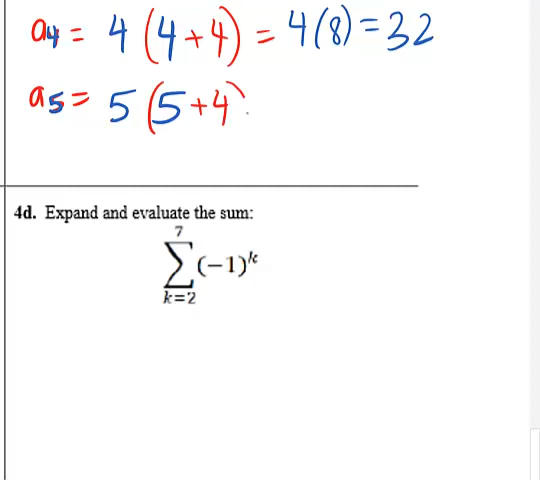 a4 = 4 (4+4) = 4(8) = 32
a5 = 5 (5+4)
4d. Expand and evaluate the sum:
7
∑(−1)^k
k=2